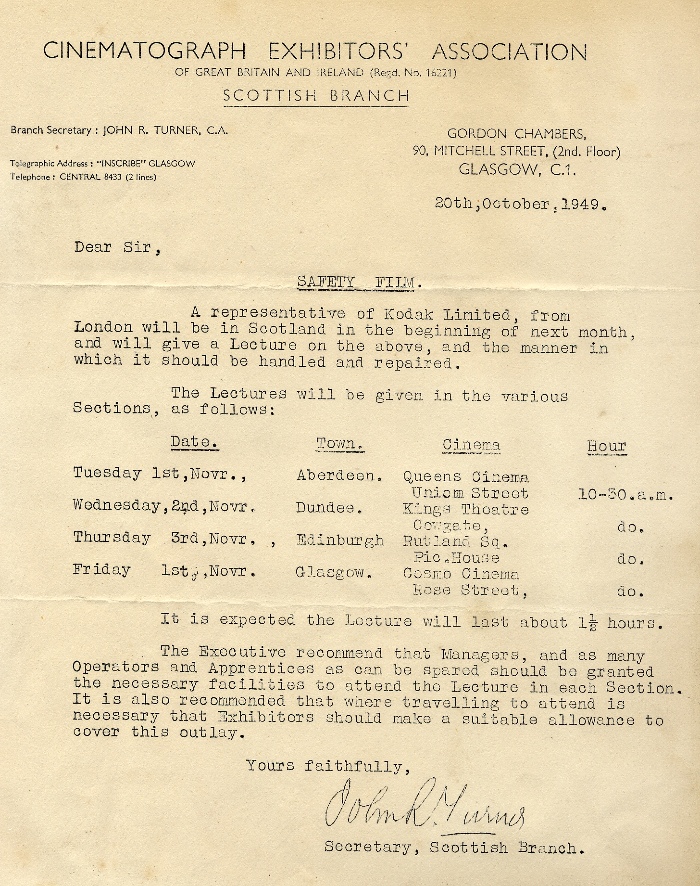 CINEMATOGRAPH EXHIBITORS' ASSOCIATION
OF GREAT BRITAIN AND IRELAND (Regd. No. 16221)
SCOTTISH BRANCH
Branch Secretary : JOHN R. TURNER, C.A.
Telegraphic Address : "INSCRIBE" GLASGOW
Telephone : CENTRAL 8433 (2 lines)
GORDON CHAMBERS,
90, MITCHELL STREET, (2nd. Floor)
GLASGOW, C.1.
20th,October,1949.
Dear Sir,
SAFETY FILM.
A representative of Kodak Limited, from
London will be in Scotland in the beginning of next month,
and will give a Lecture on the above, and the manner in
which it should be handled and repaired.
The Lectures will be given in the various
Sections, as follows:
Date. Town. Cinema Hour
Tuesday 1st,Novr., Aberdeen. Queens Cinema
Uniom Street 10-30.a.m.
Wednesday,2nd,Novr. Dundee. Kings Theatre
Cowgate, do.
Thursday 3rd,Novr. , Edinburgh Rutland Sq.
Pic.House do.
Friday 1st,,Novr. Glasgow. Cosmo Cinema
Rose Street, do.
It is expected the Lecture will last about 1½ hours.
The Executive recommend that Managers, and as many
Operators and Apprentices as can be spared should be granted
the necessary facilities to attend the Lecture in each Section.
It is also recommended that where travelling to attend is
necessary that Exhibitors should make a suitable allowance to
cover this outlay.
Yours faithfully,
John R. Turner
Secretary, Scottish Branch.